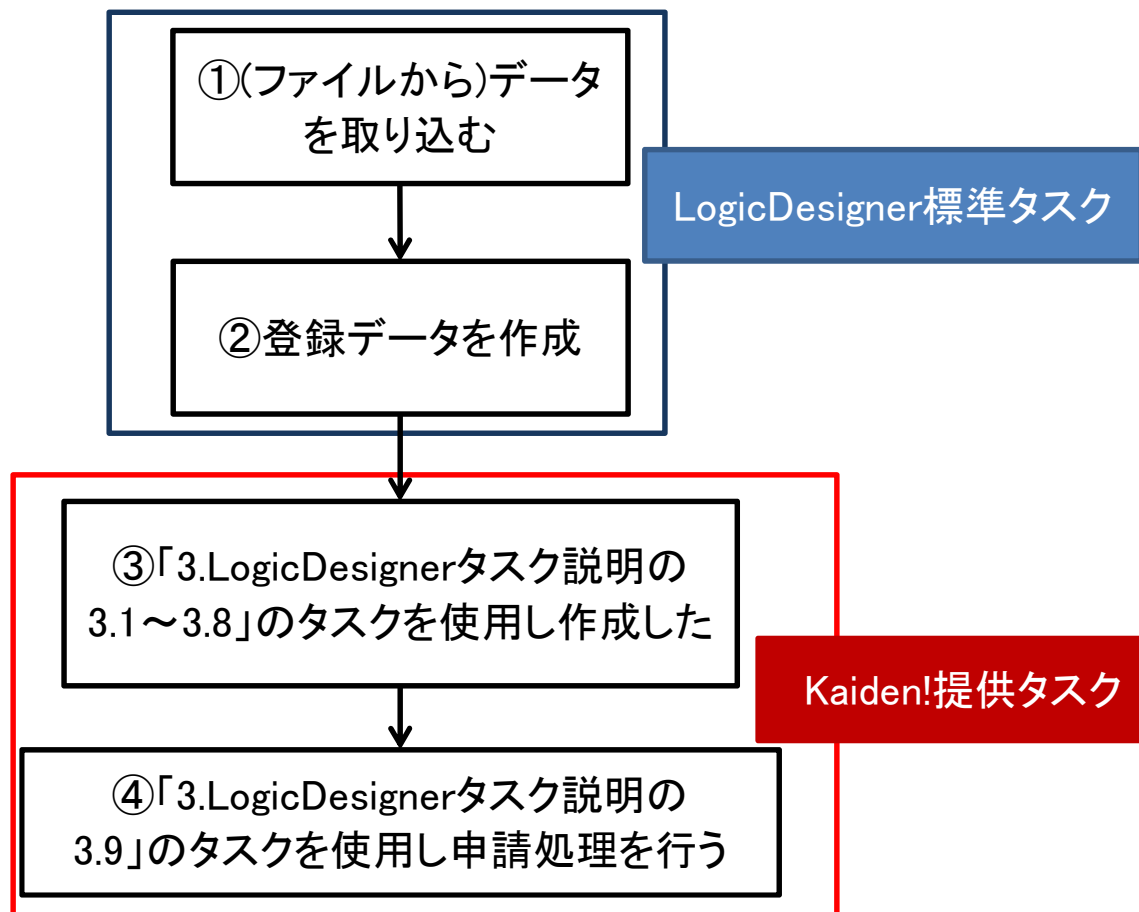 ①(ファイルから)データ
を取り込む
LogicDesigner標準タスク
②登録データを作成
③「3.LogicDesignerタスク説明の
3.1～3.8」のタスクを使用し作成した
Kaiden!提供タスク
④「3.LogicDesignerタスク説明の
3.9」のタスクを使用し申請処理を行う